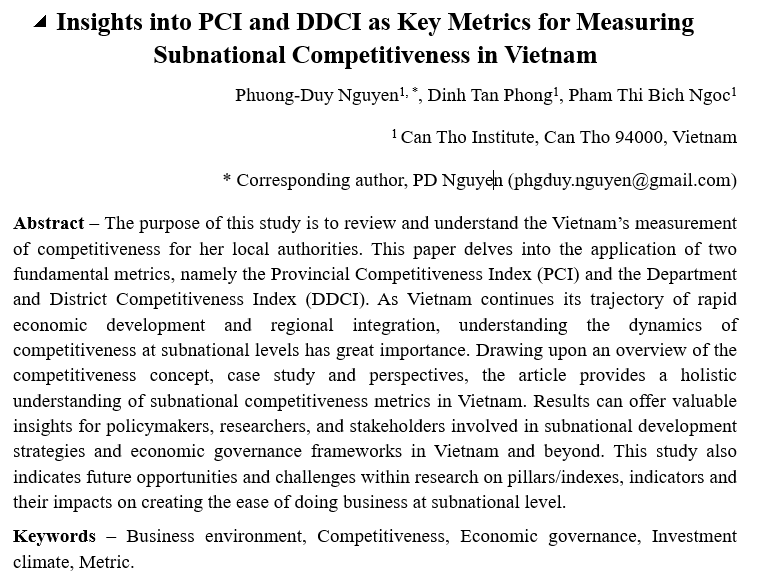 Insights into PCI and DDCI as Key Metrics for Measuring
Subnational Competitiveness in Vietnam
Phuong-Duy Nguyen1, *, Dinh Tan Phong1, Pham Thi Bich Ngoc1
1 Can Tho Institute, Can Tho 94000, Vietnam
* Corresponding author, PD Nguyen (phgduy.nguyen@gmail.com)
Abstract – The purpose of this study is to review and understand the Vietnam’s measurement
of competitiveness for her local authorities. This paper delves into the application of two
fundamental metrics, namely the Provincial Competitiveness Index (PCI) and the Department
and District Competitiveness Index (DDCI). As Vietnam continues its trajectory of rapid
economic development and regional integration, understanding the dynamics of
competitiveness at subnational levels has great importance. Drawing upon an overview of the
competitiveness concept, case study and perspectives, the article provides a holistic
understanding of subnational competitiveness metrics in Vietnam. Results can offer valuable
insights for policymakers, researchers, and stakeholders involved in subnational development
strategies and economic governance frameworks in Vietnam and beyond. This study also
indicates future opportunities and challenges within research on pillars/indexes, indicators and
their impacts on creating the ease of doing business at subnational level.
Keywords – Business environment, Competitiveness, Economic governance, Investment
climate, Metric.